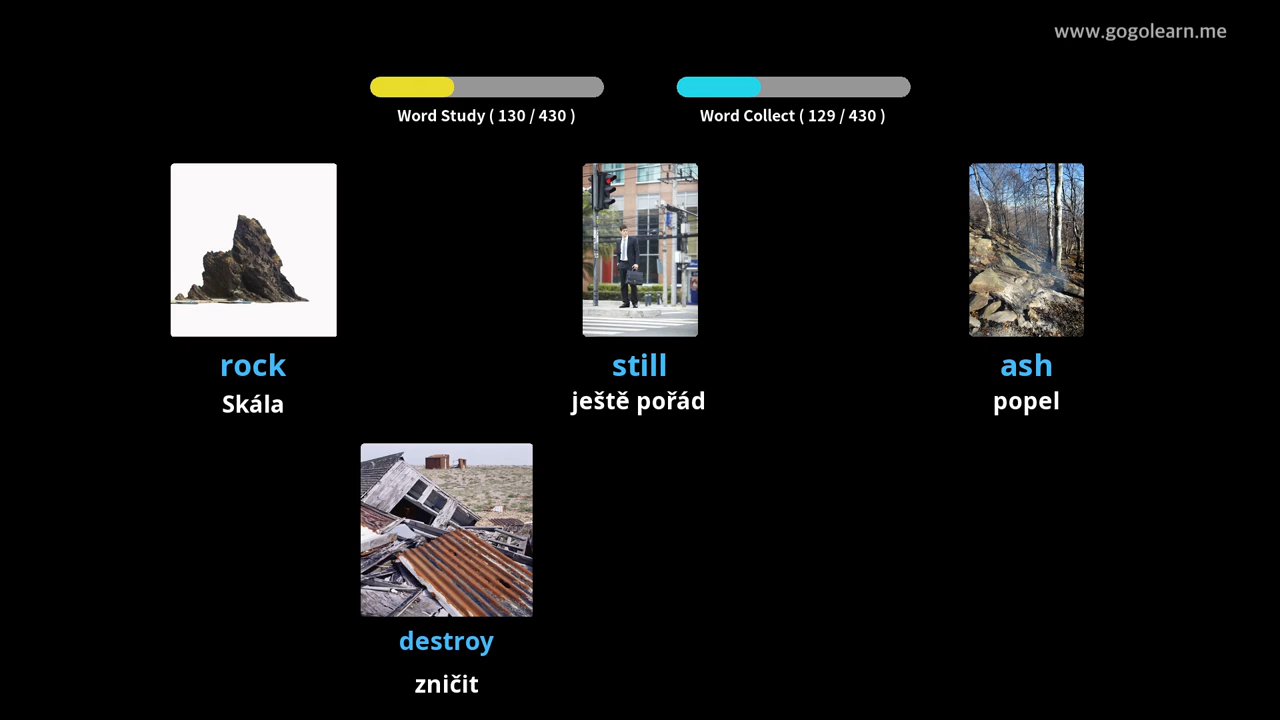 www.gogolearn.me
Word Study ( 130 / 430 )
Word Collect ( 129 / 430 )
rock
Skála
still
ještě pořád
ash
popel
destroy
zničit